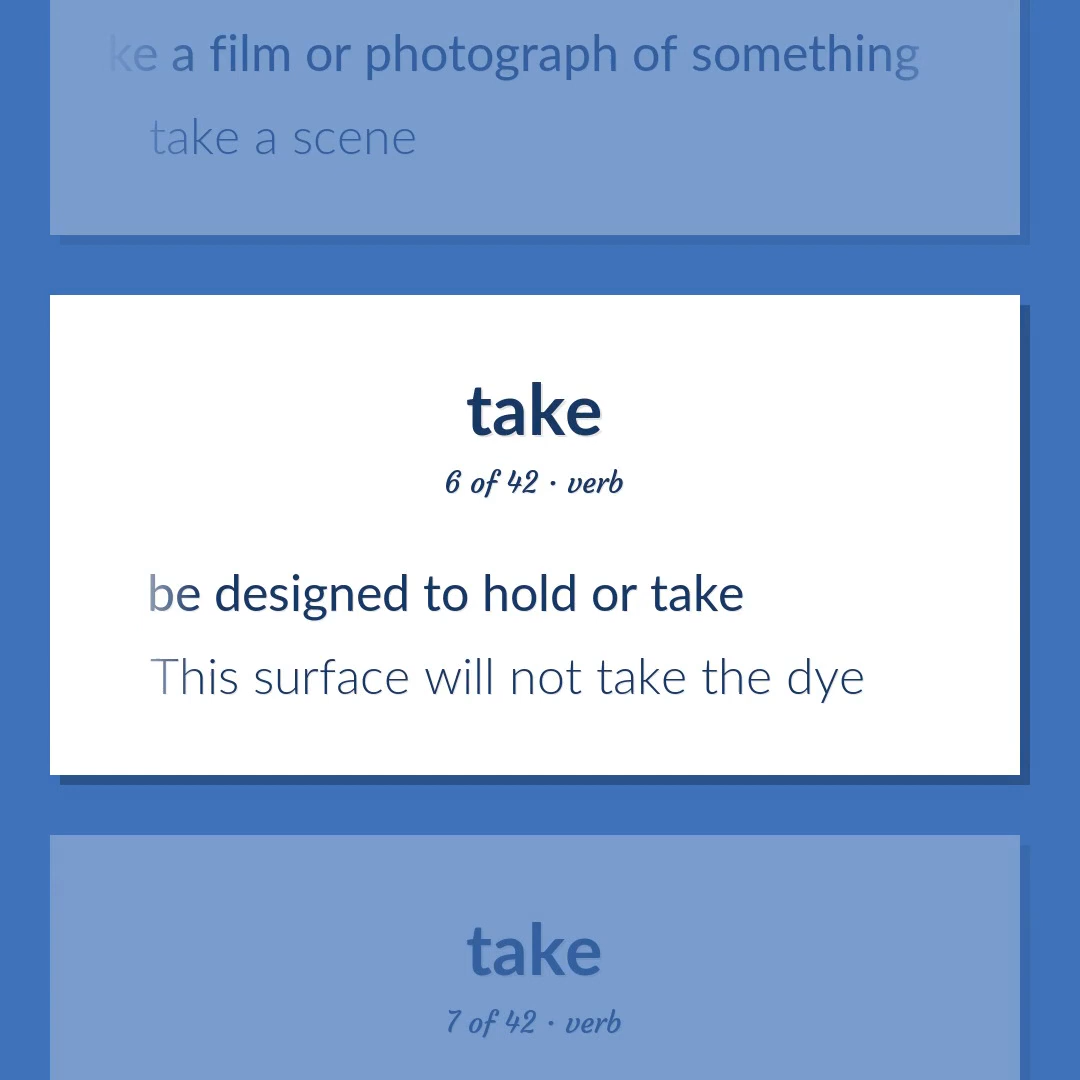 ke a film or photograph of something
take a scene
take
6 of 42 · verb
be designed to hold or take
This surface will not take the dye
take
7 of 42 · verb